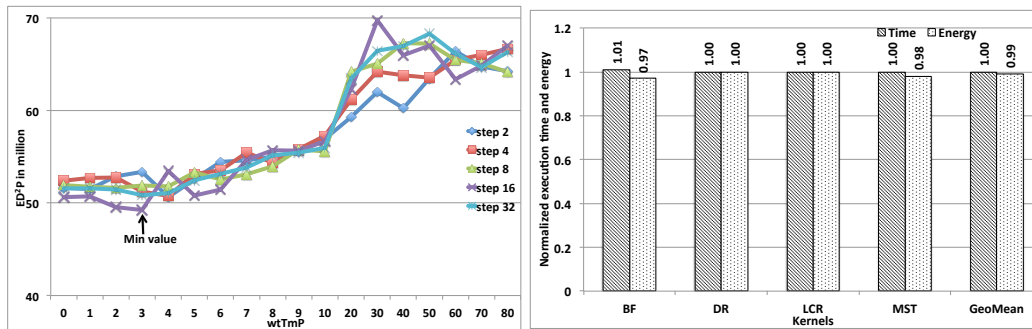 70
60
50
40
ED²P in million
step 2
step 4
step 8
step 16
step 32
Min value
0 1 2 3 4 5 6 7 8 9 10 20 30 40 50 60 70 80
wtTmP
1.2
1
0.8
0.6
0.4
0.2
0
Normalized execution time and energy
Time Energy
1.01 0.97 1.00 1.00 1.00 1.00 1.00 0.98 1.00 0.99
BF DR LCR MST GeoMean
Kernels